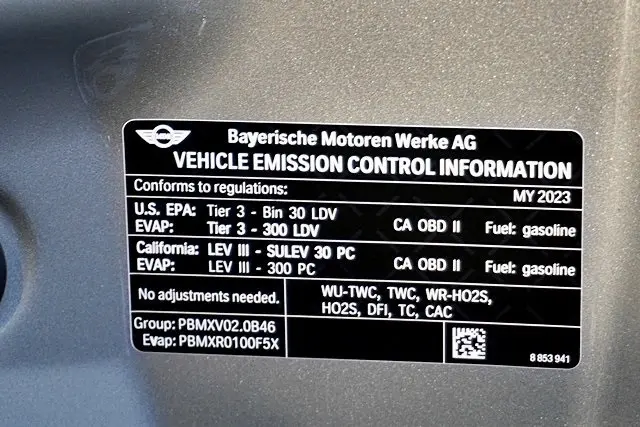 MINI
Bayerische Motoren Werke AG
VEHICLE EMISSION CONTROL INFORMATION
Conforms to regulations: MY 2023
U.S. EPA: Tier 3 - Bin 30 LDV CA OBD II Fuel: gasoline
EVAP: Tier 3 - 300 LDV
California: LEV III - SULEV 30 PC CA OBD II Fuel: gasoline
EVAP: LEV III - 300 PC
No adjustments needed.
WU-TWC, TWC, WR-HO2S,
HO2S, DFI, TC, CAC
Group: PBMXV02.0B46
Evap: PBMXR0100F5X
8 853 941